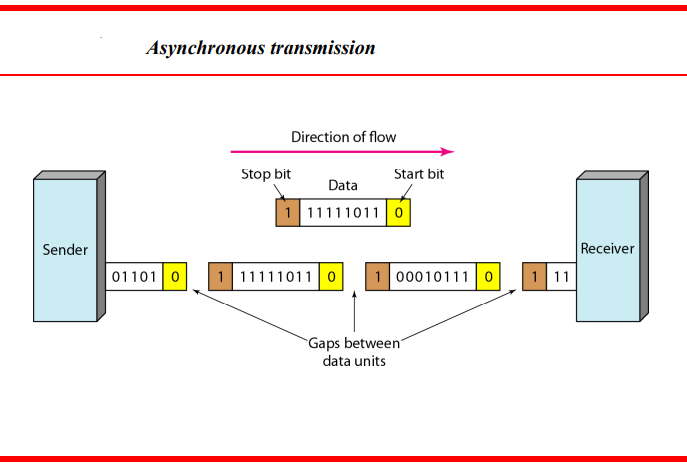 Asynchronous transmission
Direction of flow
Stop bit
Data
Start bit
1 11111011 0
Sender
Receiver
01101 0
1 11111011 0
1 00010111 0
1 11
Gaps between
data units